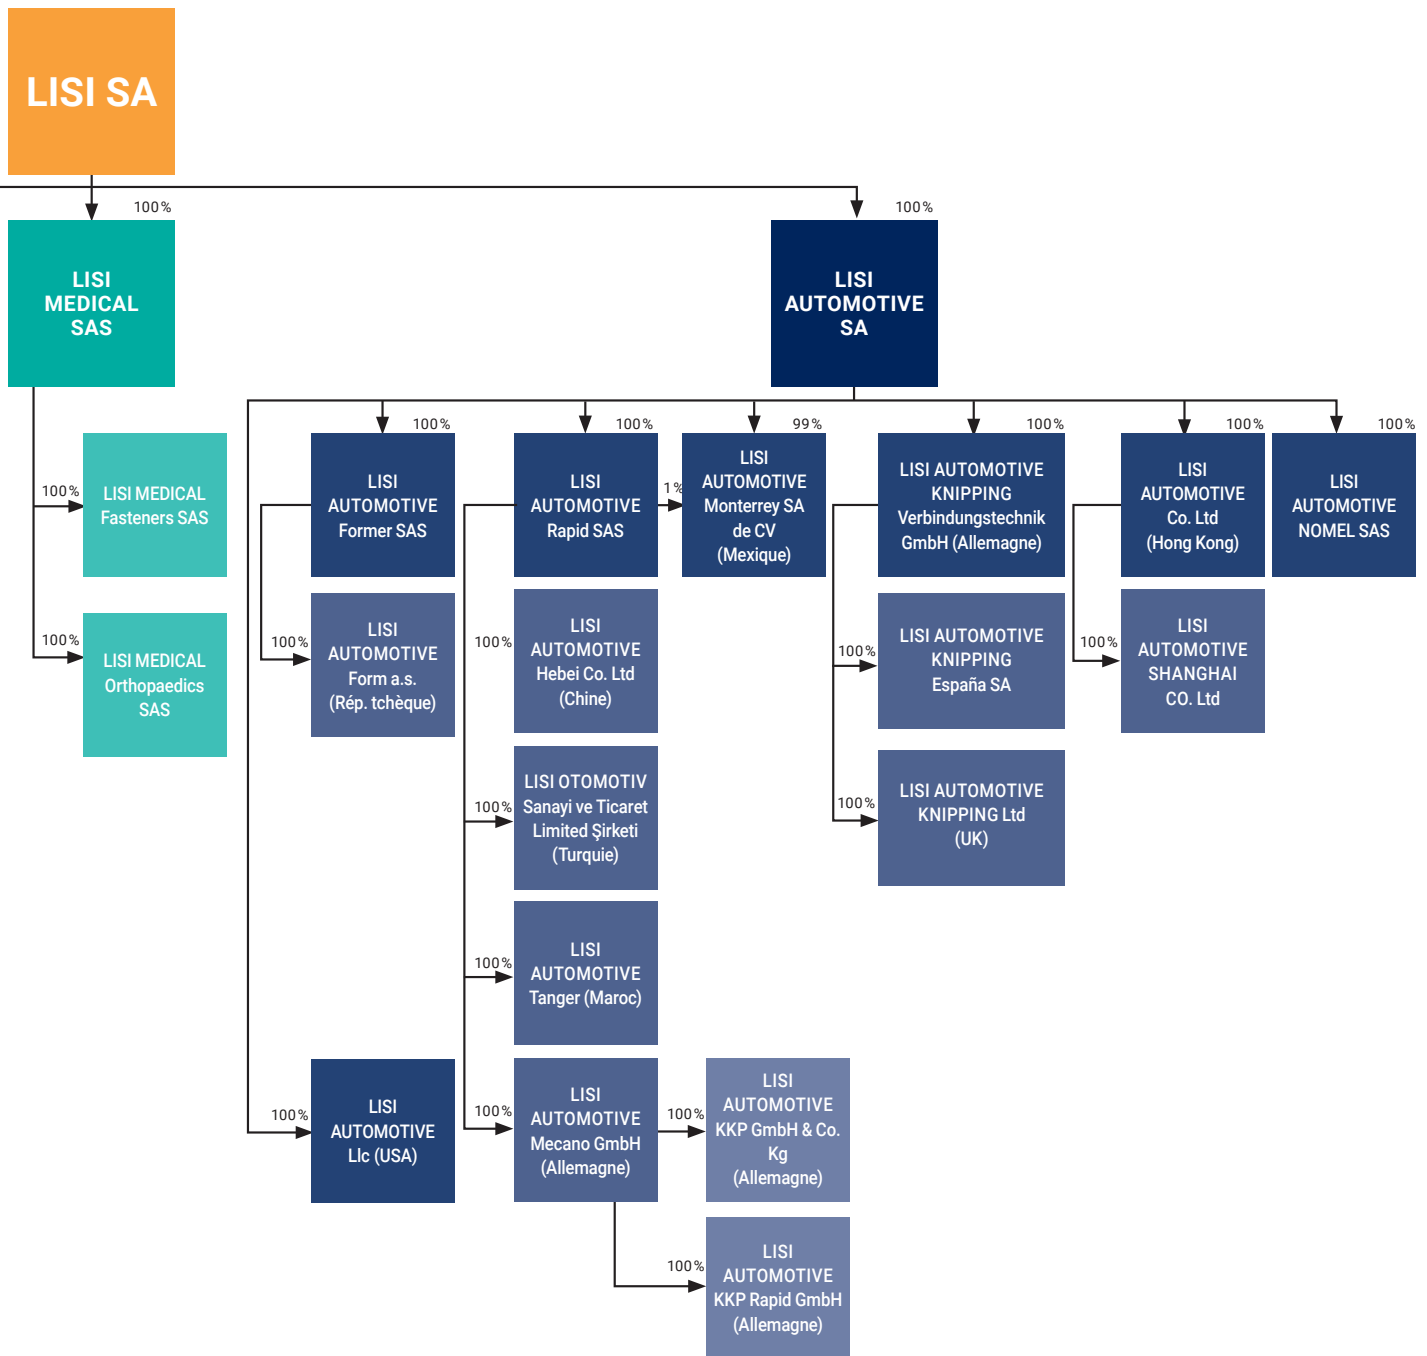 LISI SA
100%
100%
LISI
MEDICAL
SAS
LISI
AUTOMOTIVE
SA
100%
LISI MEDICAL
Fasteners SAS
100%
LISI MEDICAL
Orthopaedics
SAS
100%
LISI
AUTOMOTIVE
Former SAS
100%
LISI
AUTOMOTIVE
Rapid SAS
1%
99%
LISI
AUTOMOTIVE
Monterrey SA
de CV
(Mexique)
100%
LISI AUTOMOTIVE
KNIPPING
Verbindungstechnik
GmbH (Allemagne)
100%
LISI
AUTOMOTIVE
Co. Ltd
(Hong Kong)
100%
LISI
AUTOMOTIVE
NOMEL SAS
100%
LISI
AUTOMOTIVE
Form a.s.
(Rép. tchèque)
100%
LISI
AUTOMOTIVE
Hebei Co. Ltd
(Chine)
100%
LISI AUTOMOTIVE
KNIPPING
España SA
100%
LISI
AUTOMOTIVE
SHANGHAI
CO. Ltd
100%
LISI OTOMOTIV
Sanayi ve Ticaret
Limited Şirketi
(Turquie)
100%
LISI AUTOMOTIVE
KNIPPING Ltd
(UK)
100%
LISI
AUTOMOTIVE
Tanger (Maroc)
100%
LISI
AUTOMOTIVE
Llc (USA)
100%
LISI
AUTOMOTIVE
Mecano GmbH
(Allemagne)
100%
LISI
AUTOMOTIVE
KKP GmbH & Co.
Kg
(Allemagne)
100%
LISI
AUTOMOTIVE
KKP Rapid GmbH
(Allemagne)